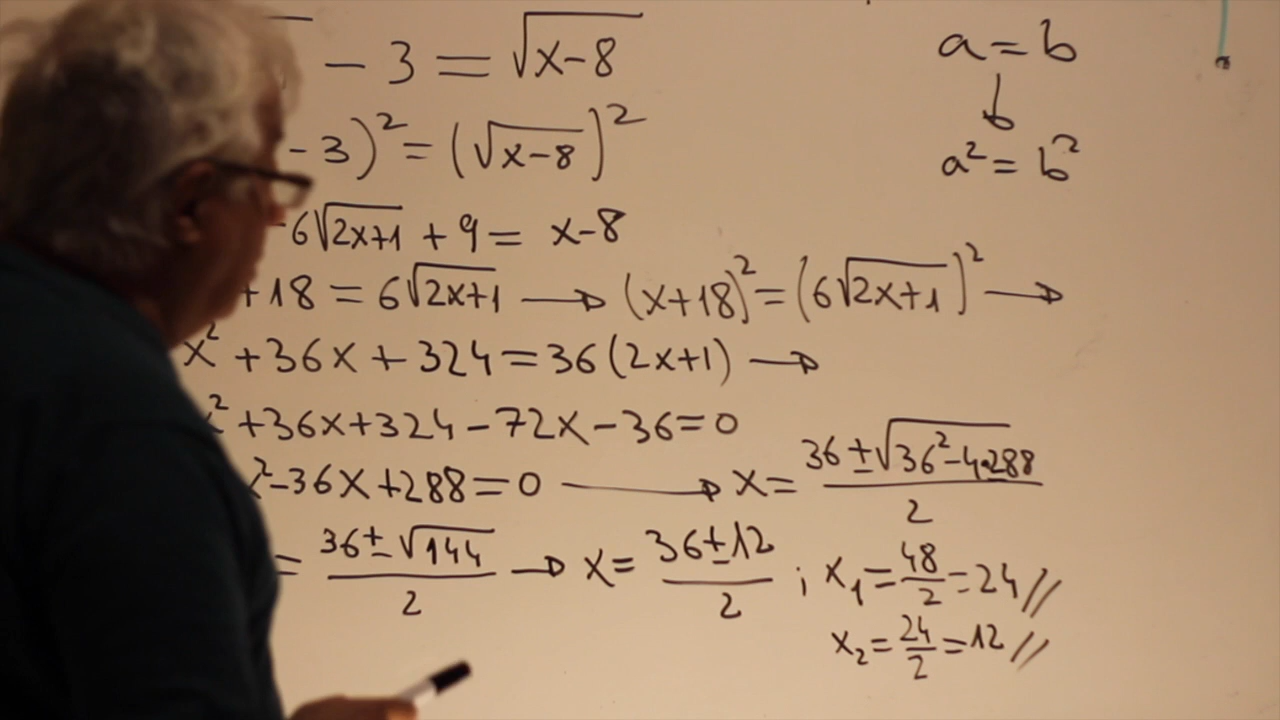 - 3 = √(x-8)
a = b
- 3)² = (√(x-8))²
a² = b²
-6√(2x+1) + 9 = x-8
+18 = 6√(2x+1) → (x+18)² = (6√(2x+1))² →
x² + 36x + 324 = 36(2x+1) →
x² + 36x + 324 - 72x - 36 = 0
x² - 36x + 288 = 0 → x = (36 ± √(36² - 4·288))/2
= (36 ± √144)/2 → x = (36 ± 12)/2 ; x₁ = 48/2 = 24 //
x₂ = 24/2 = 12 //